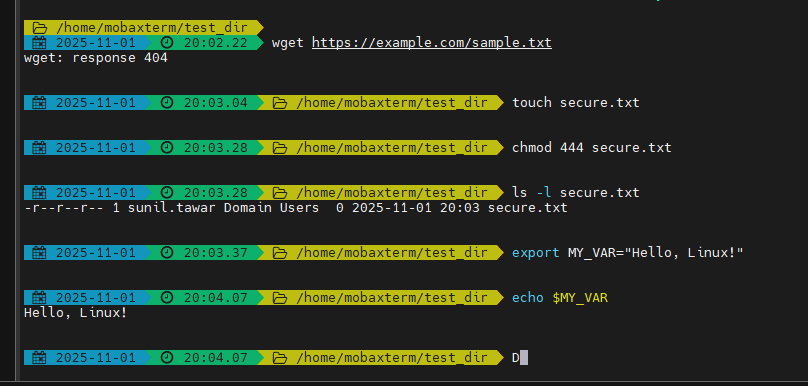 /home/mobaxterm/test_dir
2025-11-01 20:02.22 wget https://example.com/sample.txt
wget: response 404
2025-11-01 20:03.04 /home/mobaxterm/test_dir touch secure.txt
2025-11-01 20:03.28 /home/mobaxterm/test_dir chmod 444 secure.txt
2025-11-01 20:03.28 /home/mobaxterm/test_dir ls -l secure.txt
-r--r--r-- 1 sunil.tawar Domain Users  0 2025-11-01 20:03 secure.txt
2025-11-01 20:03.37 /home/mobaxterm/test_dir export MY_VAR="Hello, Linux!"
2025-11-01 20:04.07 /home/mobaxterm/test_dir echo $MY_VAR
Hello, Linux!
2025-11-01 20:04.07 /home/mobaxterm/test_dir D